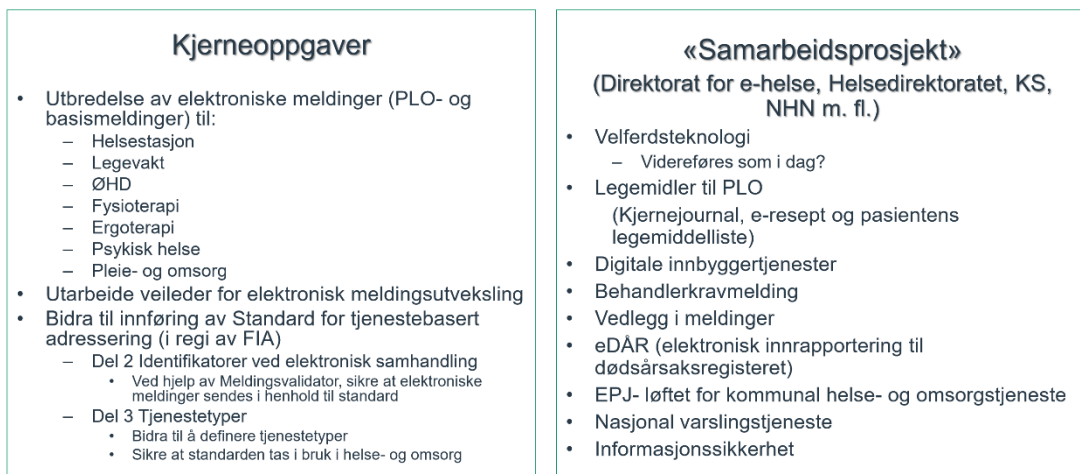 Kjerneoppgaver
• Utbredelse av elektroniske meldinger (PLO- og
basismeldinger) til:
– Helsestasjon
– Legevakt
– ØHD
– Fysioterapi
– Ergoterapi
– Psykisk helse
– Pleie- og omsorg
• Utarbeide veileder for elektronisk meldingsutveksling
• Bidra til innføring av Standard for tjenestebasert
adressering (i regi av FIA)
– Del 2 Identifikatorer ved elektronisk samhandling
• Ved hjelp av Meldingsvalidator, sikre at elektroniske
meldinger sendes i henhold til standard
– Del 3 Tjenestetyper
• Bidra til å definere tjenestetyper
• Sikre at standarden tas i bruk i helse- og omsorg
«Samarbeidsprosjekt»
(Direktorat for e-helse, Helsedirektoratet, KS,
NHN m. fl.)
• Velferdsteknologi
– Videreføres som i dag?
• Legemidler til PLO
(Kjernejournal, e-resept og pasientens
legemiddelliste)
• Digitale innbyggertjenester
• Behandlerkravmelding
• Vedlegg i meldinger
• eDÅR (elektronisk innrapportering til
dødsårsaksregisteret)
• EPJ- løftet for kommunal helse- og omsorgstjeneste
• Nasjonal varslingstjeneste
• Informasjonssikkerhet